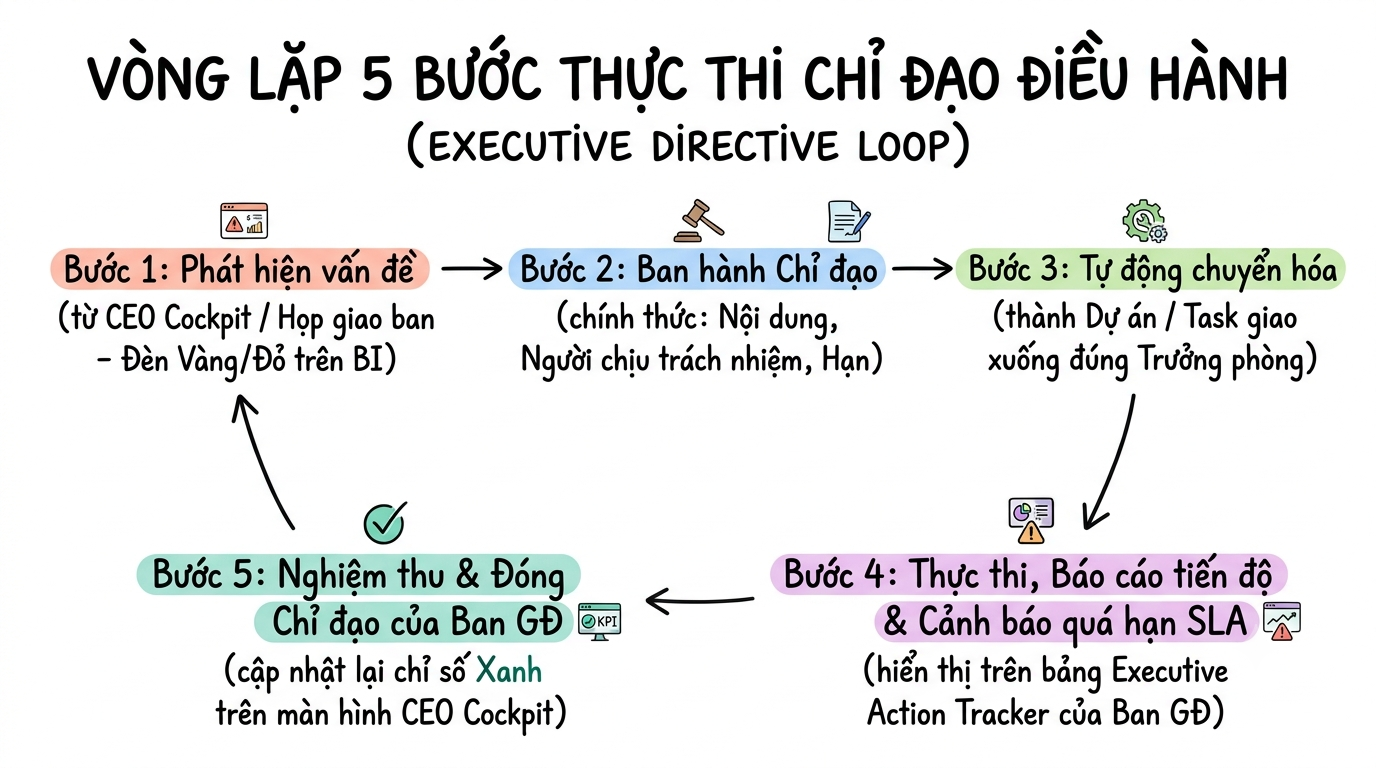 VÒNG LẶP 5 BƯỚC THỰC THI CHỈ ĐẠO ĐIỀU HÀNH
(EXECUTIVE DIRECTIVE LOOP)
Bước 1: Phát hiện vấn đề
(từ CEO Cockpit / Họp giao ban
– Đèn Vàng/Đỏ trên BI)
Bước 2: Ban hành Chỉ đạo
(chính thức: Nội dung,
Người chịu trách nhiệm, Hạn)
Bước 3: Tự động chuyển hóa
(thành Dự án / Task giao
xuống đúng Trưởng phòng)
Bước 4: Thực thi, Báo cáo tiến độ
& Cảnh báo quá hạn SLA
(hiển thị trên bảng Executive
Action Tracker của Ban GĐ)
Bước 5: Nghiệm thu & Đóng
Chỉ đạo của Ban GĐ
KPI
(cập nhật lại chỉ số Xanh
trên màn hình CEO Cockpit)